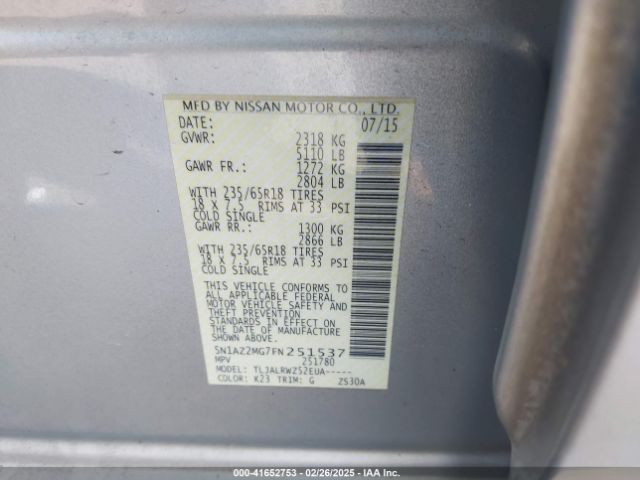 MFD BY NISSAN MOTOR CO., LTD.
DATE: 07/15
GVWR: 2318 KG
5110 LB
GAWR FR.: 1272 KG
2804 LB
WITH 235/65R18 TIRES
18 X 7.5 RIMS AT 33 PSI
COLD SINGLE
GAWR RR.: 1300 KG
2866 LB
WITH 235/65R18 TIRES
18 X 7.5 RIMS AT 33 PSI
COLD SINGLE
THIS VEHICLE CONFORMS TO
ALL APPLICABLE FEDERAL
MOTOR VEHICLE SAFETY AND
THEFT PREVENTION
STANDARDS IN EFFECT ON
THE DATE OF MANUFACTURE
SHOWN ABOVE.
5N1AZ2MG7FN251537
MPV 251780
MODEL: TLJALRWZ52EUA-----
COLOR: K23 TRIM: G ZS30A
000-41652753 - 02/26/2025 - IAA Inc.